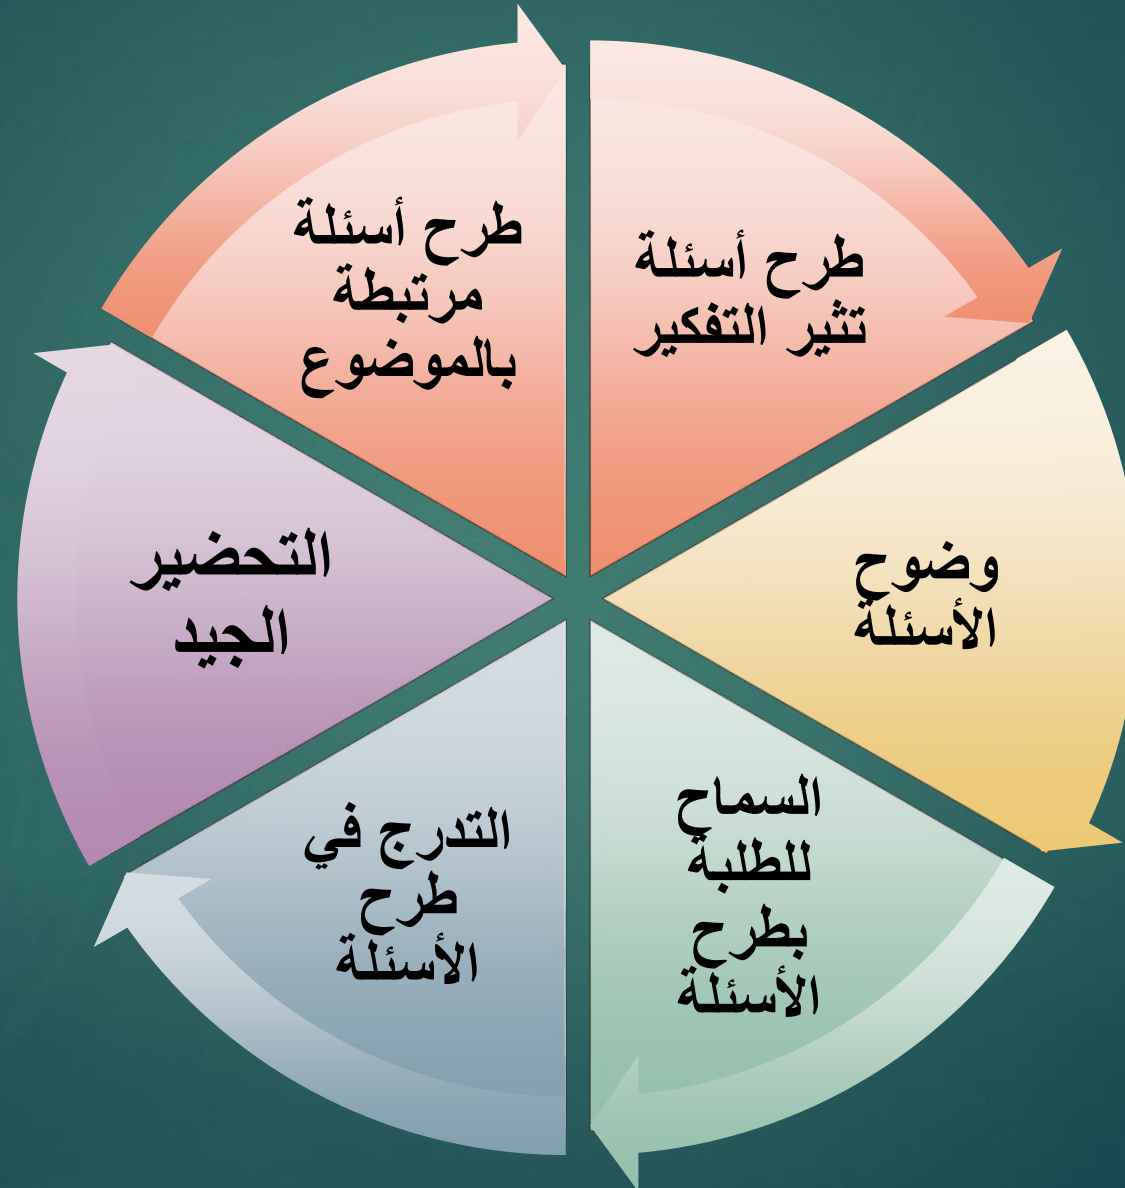 طرح أسئلة
تثير التفكير
وضوح
الأسئلة
السماح
للطلبة
بطرح
الأسئلة
التدرج في
طرح
الأسئلة
التحضير
الجيد
طرح أسئلة
مرتبطة
بالموضوع